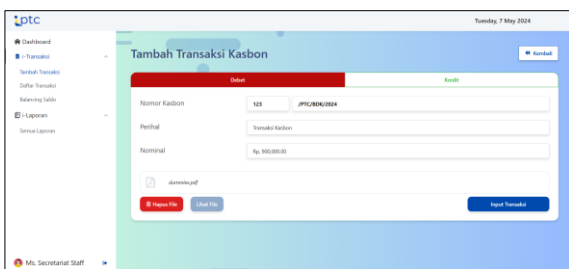 ptc
Tuesday, 7 May 2024
Dashboard
I-Transaksi
Tambah Transaksi
Daftar Transaksi
Balancing Saldo
I-Laporan
Semua Laporan
Tambah Transaksi Kasbon
Kembali
Debet
Kredit
Nomor Kasbon
123
/PTC/BDK/2024
Perihal
Transaksi Kasbon
Nominal
Rp. 900,000.00
dummies.pdf
Hapus File
Lihat File
Input Transaksi
Ms. Secretariat Staff